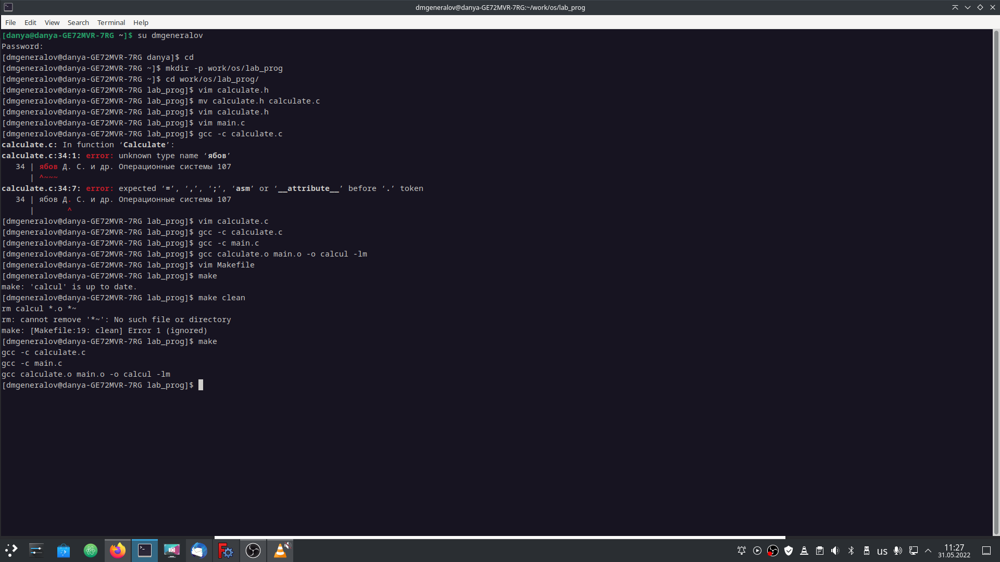 dmgeneralov@danya-GE72MVR-7RG:~/work/os/lab_prog
File Edit View Search Terminal Help
[danya@danya-GE72MVR-7RG ~]$ su dmgeneralov
Password:
[dmgeneralov@danya-GE72MVR-7RG danya]$ cd
[dmgeneralov@danya-GE72MVR-7RG ~]$ mkdir -p work/os/lab_prog
[dmgeneralov@danya-GE72MVR-7RG ~]$ cd work/os/lab_prog/
[dmgeneralov@danya-GE72MVR-7RG lab_prog]$ vim calculate.h
[dmgeneralov@danya-GE72MVR-7RG lab_prog]$ mv calculate.h calculate.c
[dmgeneralov@danya-GE72MVR-7RG lab_prog]$ vim calculate.h
[dmgeneralov@danya-GE72MVR-7RG lab_prog]$ vim main.c
[dmgeneralov@danya-GE72MVR-7RG lab_prog]$ gcc -c calculate.c
calculate.c: In function ‘Calculate’:
calculate.c:34:1: error: unknown type name ‘ябов’
   34 | ябов Д. С. и др. Операционные системы 107
      | ^~~~
calculate.c:34:7: error: expected ‘=’, ‘,’, ‘;’, ‘asm’ or ‘__attribute__’ before ‘.’ token
   34 | ябов Д. С. и др. Операционные системы 107
      |       ^
[dmgeneralov@danya-GE72MVR-7RG lab_prog]$ vim calculate.c
[dmgeneralov@danya-GE72MVR-7RG lab_prog]$ gcc -c calculate.c
[dmgeneralov@danya-GE72MVR-7RG lab_prog]$ gcc -c main.c
[dmgeneralov@danya-GE72MVR-7RG lab_prog]$ gcc calculate.o main.o -o calcul -lm
[dmgeneralov@danya-GE72MVR-7RG lab_prog]$ vim Makefile
[dmgeneralov@danya-GE72MVR-7RG lab_prog]$ make
make: 'calcul' is up to date.
[dmgeneralov@danya-GE72MVR-7RG lab_prog]$ make clean
rm calcul *.o *~
rm: cannot remove '*~': No such file or directory
make: [Makefile:19: clean] Error 1 (ignored)
[dmgeneralov@danya-GE72MVR-7RG lab_prog]$ make
gcc -c calculate.c
gcc -c main.c
gcc calculate.o main.o -o calcul -lm
[dmgeneralov@danya-GE72MVR-7RG lab_prog]$
us
11:27
31.05.2022